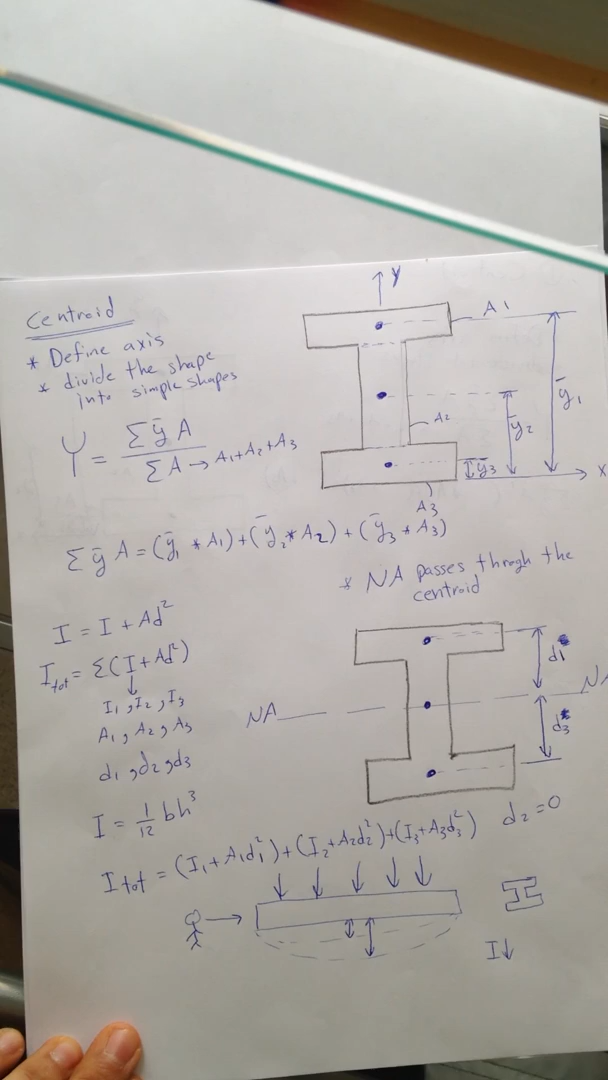 Centroid
* Define axis
* divide the shape
into simple shapes
Y = Σ ȳ A / Σ A → A1+A2+A3
Y
A1
A2
A3
ȳ1
ȳ2
ȳ3
X
Σ ȳ A = (ȳ1 * A1) + (ȳ2 * A2) + (ȳ3 * A3)
* NA passes throgh the
centroid
I = I + Ad²
Itot = Σ(I + Ad²)
I1, I2, I3
A1, A2, A3
d1, d2, d3
NA
NA
d1
d3
I = 1/12 bh³
d2 = 0
Itot = (I1 + A1d1²) + (I2 + A2d2²) + (I3 + A3d3²)
I↓